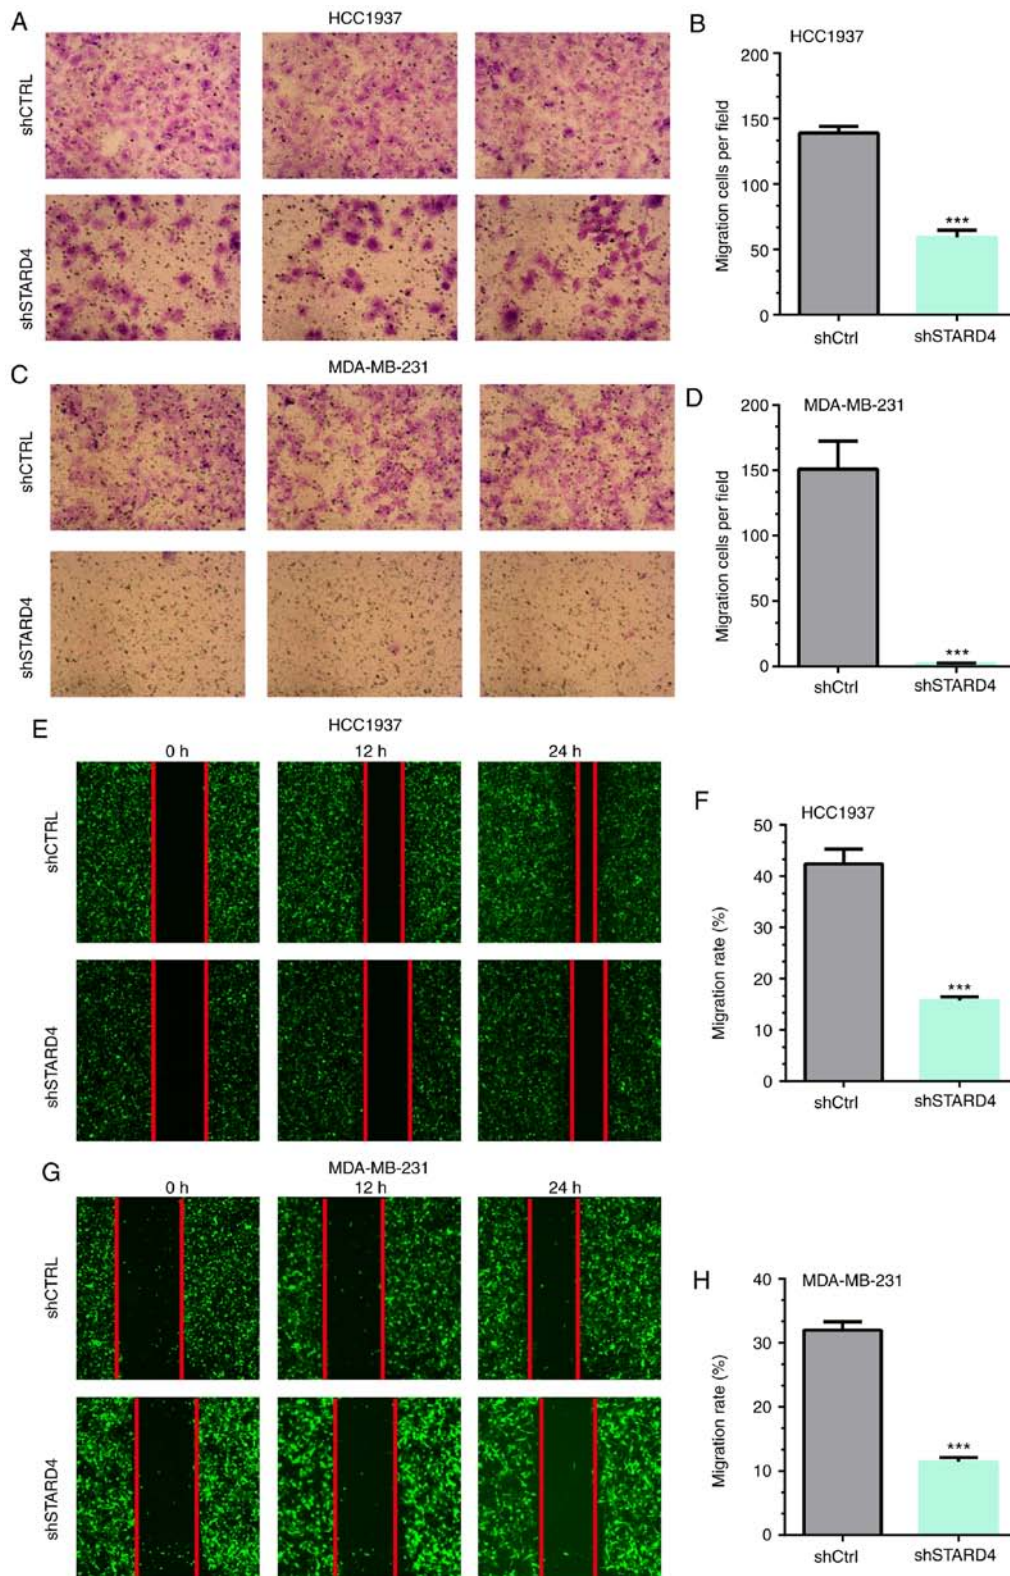 A
HCC1937
shCTRL
shSTARD4
B
HCC1937
Migration cells per field
200
150
100
50
0
***
shCtrl
shSTARD4
C
MDA-MB-231
shCTRL
shSTARD4
D
MDA-MB-231
Migration cells per field
200
150
100
50
0
***
shCtrl
shSTARD4
E
HCC1937
0 h
12 h
24 h
shCTRL
shSTARD4
F
HCC1937
Migration rate (%)
50
40
30
20
10
0
***
shCtrl
shSTARD4
G
MDA-MB-231
0 h
12 h
24 h
shCTRL
shSTARD4
H
MDA-MB-231
Migration rate (%)
40
30
20
10
0
***
shCtrl
shSTARD4